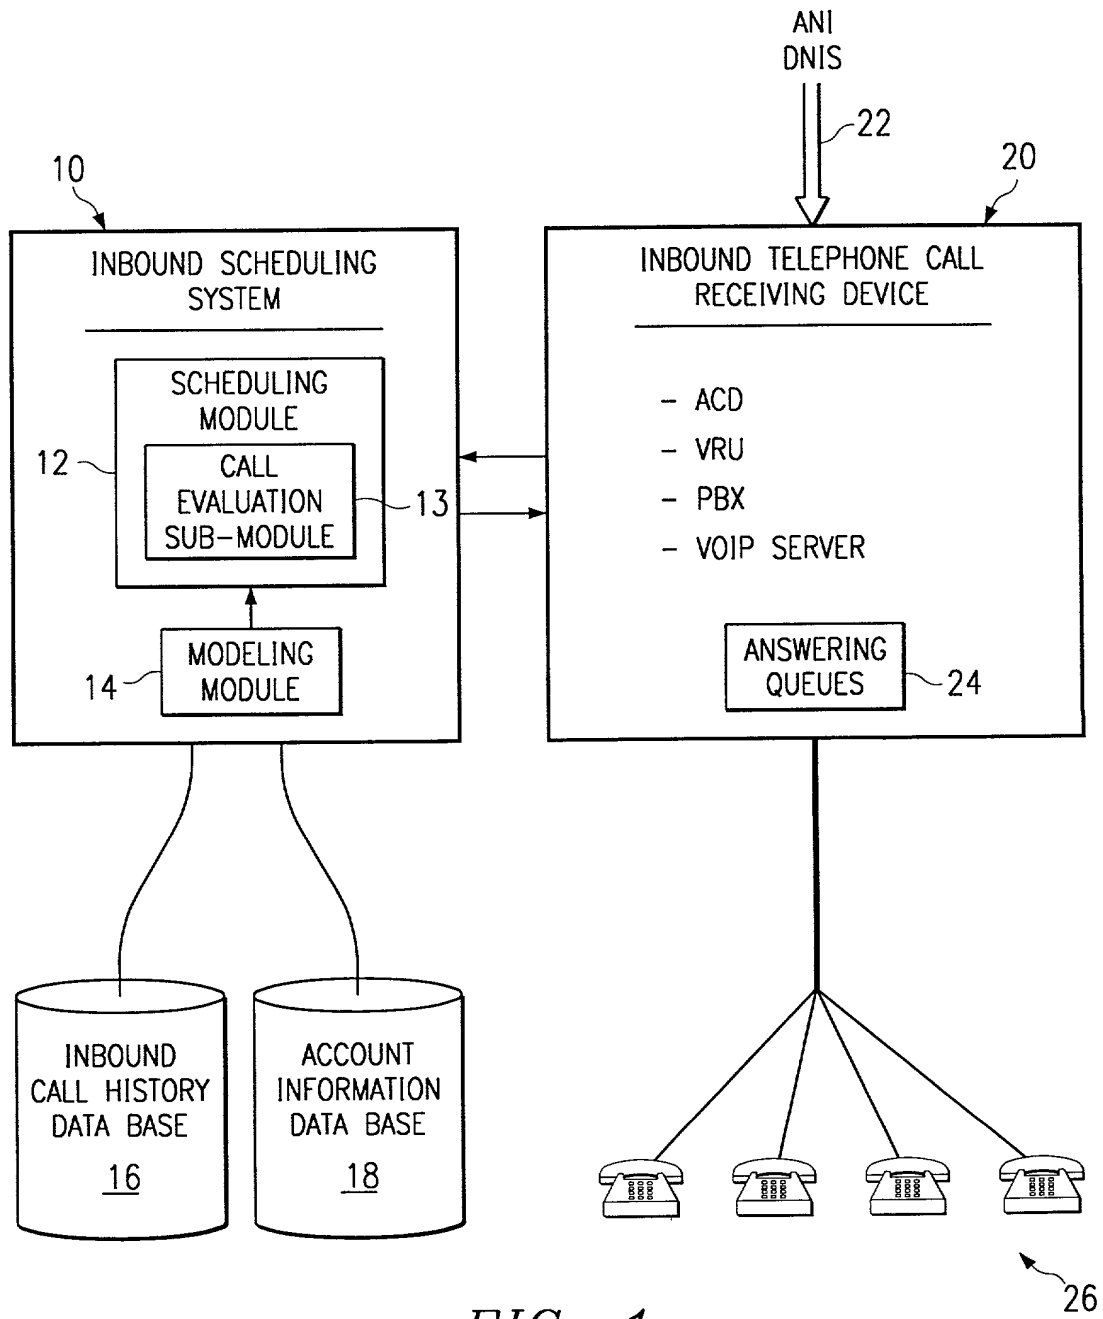 ANI
DNIS
22
10
20
INBOUND SCHEDULING
SYSTEM
INBOUND TELEPHONE CALL
RECEIVING DEVICE
SCHEDULING
MODULE
12
CALL
EVALUATION
SUB-MODULE
13
- ACD
- VRU
- PBX
- VOIP SERVER
MODELING
MODULE
14
ANSWERING
QUEUES
24
INBOUND
CALL HISTORY
DATA BASE
16
ACCOUNT
INFORMATION
DATA BASE
18
26
FIG. 1